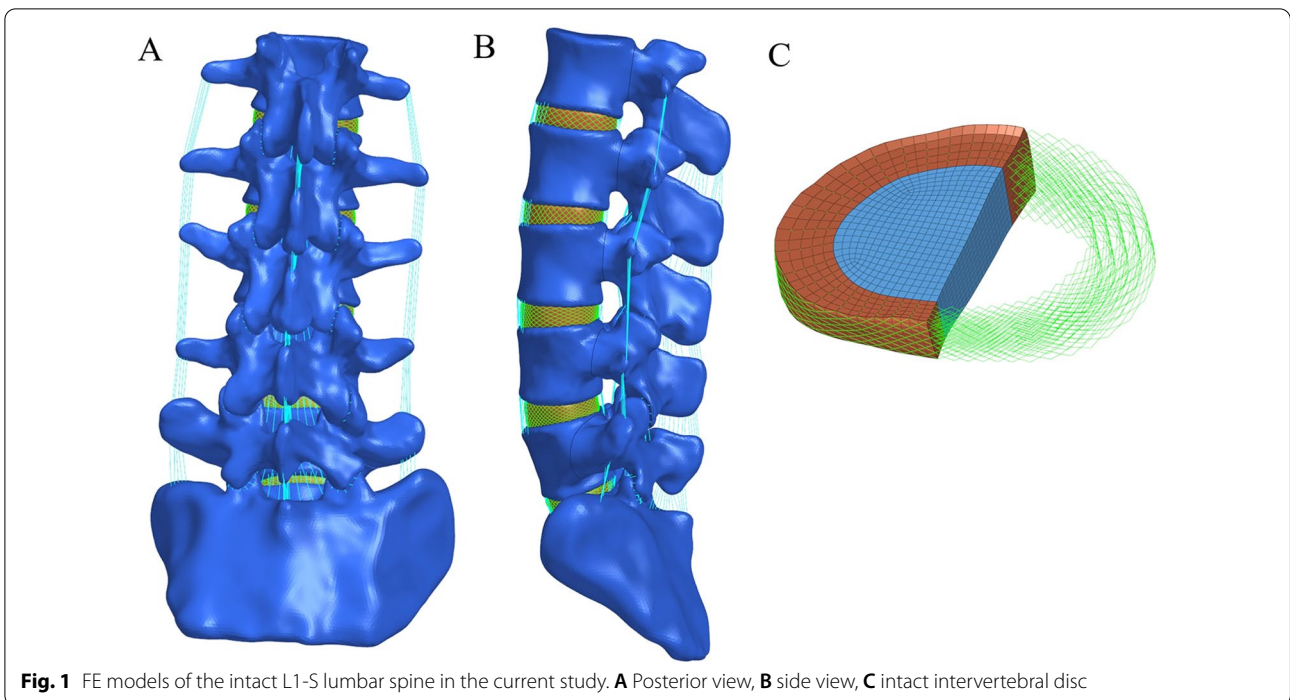 A
B
C
Fig. 1 FE models of the intact L1-S lumbar spine in the current study. A Posterior view, B side view, C intact intervertebral disc